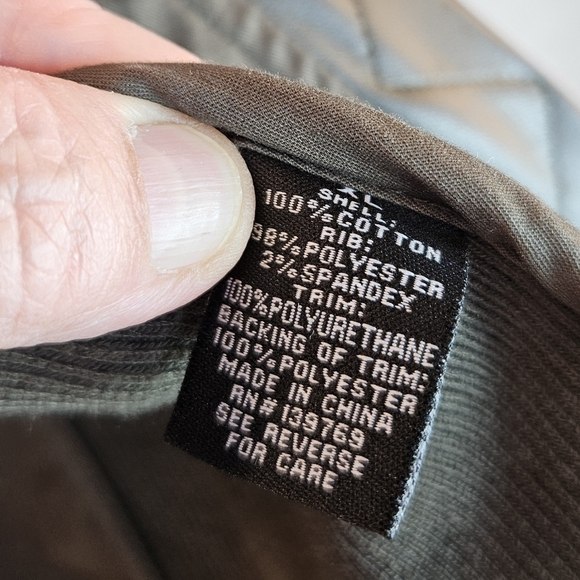 XL
SHELL:
100%COTTON
RIB:
98%POLYESTER
2%SPANDEX
TRIM:
100%POLYURETHANE
BACKING OF TRIM:
100%POLYESTER
MADE IN CHINA
RN# 139769
SEE REVERSE
FOR CARE